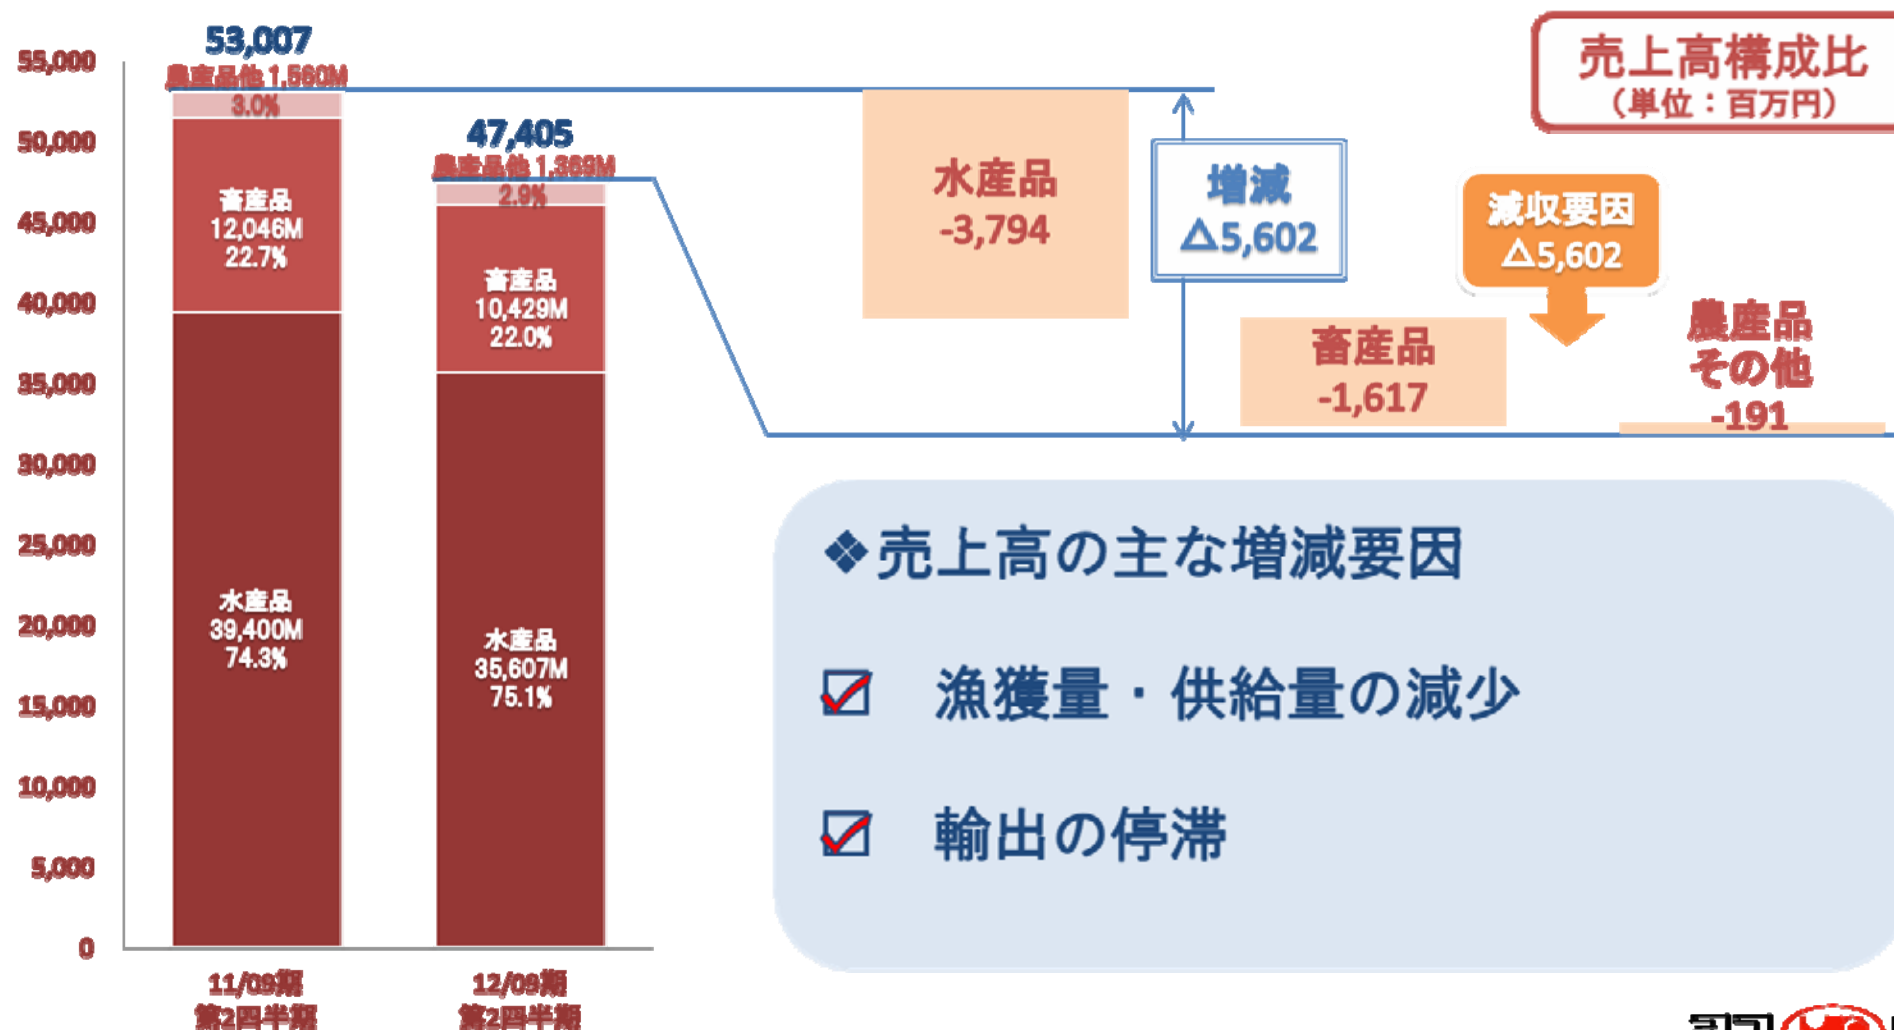 売上高構成比
（単位：百万円）
55,000
50,000
45,000
40,000
35,000
30,000
25,000
20,000
15,000
10,000
5,000
0
53,007
農産品他 1,560M
3.0%
畜産品
12,046M
22.7%
水産品
39,400M
74.3%
11/09期
第2四半期
47,405
農産品他 1,369M
2.9%
畜産品
10,429M
22.0%
水産品
35,607M
75.1%
12/09期
第2四半期
水産品
-3,794
増減
△5,602
畜産品
-1,617
減収要因
△5,602
農産品
その他
-191
❖売上高の主な増減要因
☑ 漁獲量・供給量の減少
☑ 輸出の停滞